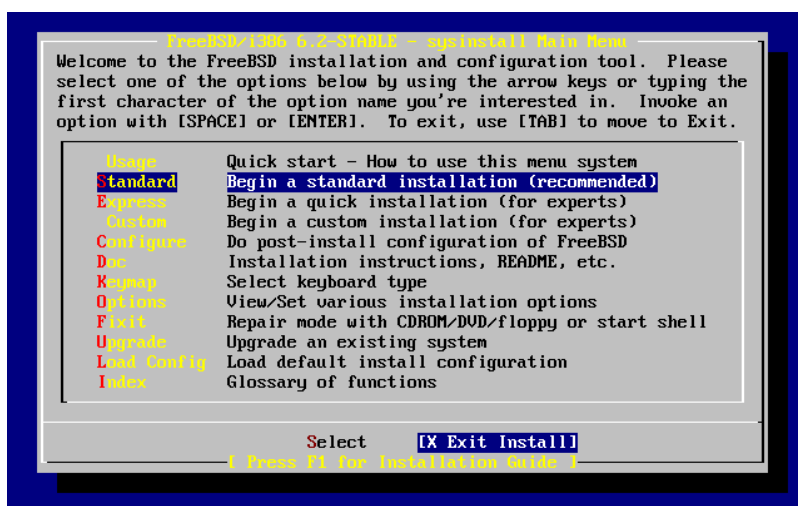 FreeBSD/i386 6.2-STABLE - sysinstall Main Menu
Welcome to the FreeBSD installation and configuration tool.  Please
select one of the options below by using the arrow keys or typing the
first character of the option name you're interested in.  Invoke an
option with [SPACE] or [ENTER].  To exit, use [TAB] to move to Exit.
Usage Quick start - How to use this menu system
Standard Begin a standard installation (recommended)
Express Begin a quick installation (for experts)
Custom Begin a custom installation (for experts)
Configure Do post-install configuration of FreeBSD
Doc Installation instructions, README, etc.
Keymap Select keyboard type
Options View/Set various installation options
Fixit Repair mode with CDROM/DVD/floppy or start shell
Upgrade Upgrade an existing system
Load Config Load default install configuration
Index Glossary of functions
Select [X Exit Install]
[ Press F1 for Installation Guide ]